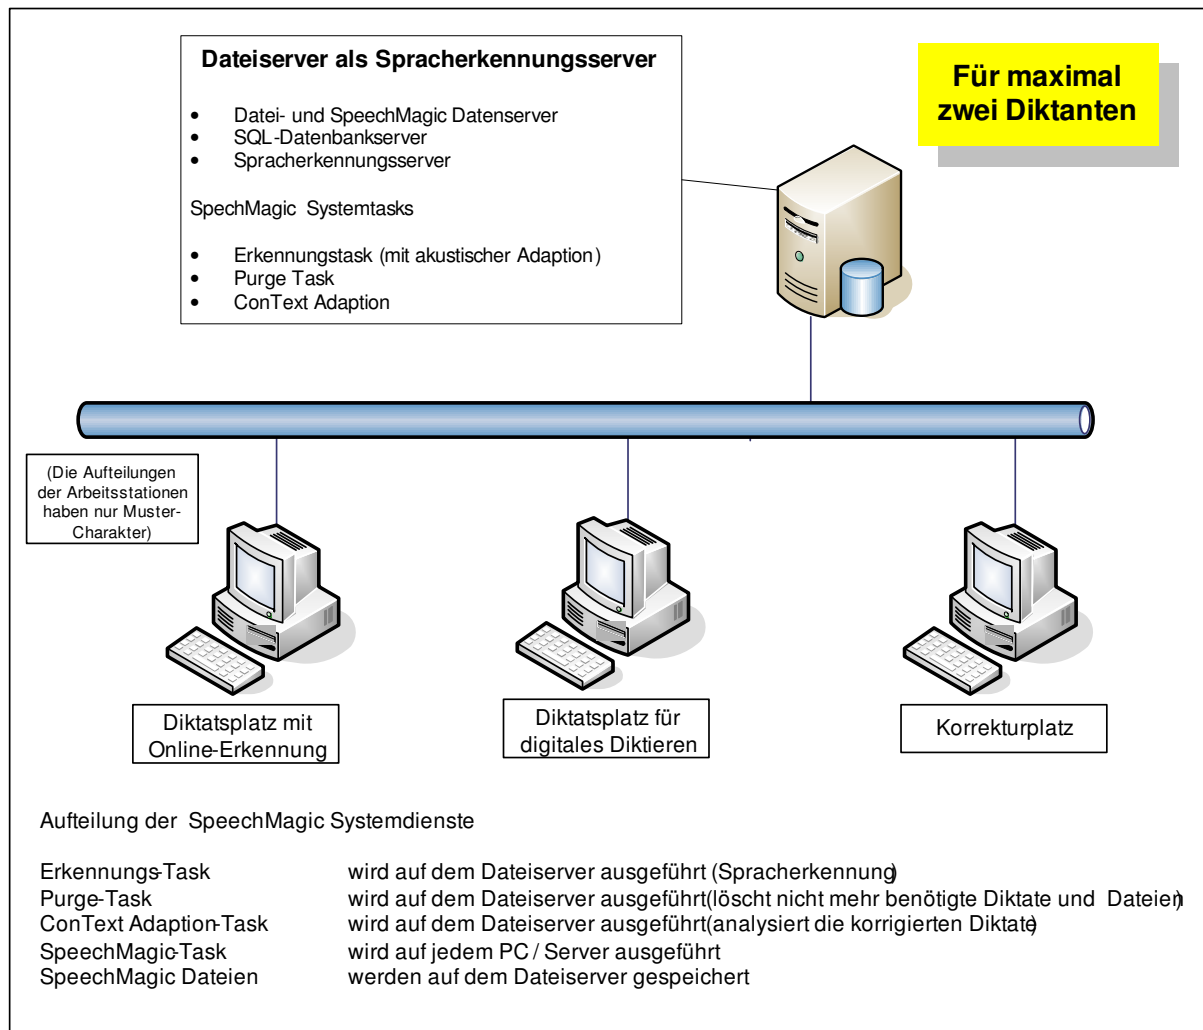 Dateiserver als Spracherkennungsserver
• Datei- und SpeechMagic Datenserver
• SQL-Datenbankserver
• Spracherkennungsserver
SpechMagic Systemtasks
• Erkennungstask (mit akustischer Adaption)
• Purge Task
• ConText Adaption
Für maximal
zwei Diktanten
(Die Aufteilungen
der Arbeitsstationen
haben nur Muster-
Charakter)
Diktatsplatz mit
Online-Erkennung
Diktatsplatz für
digitales Diktieren
Korrekturplatz
Aufteilung der SpeechMagic Systemdienste
Erkennungs-Task wird auf dem Dateiserver ausgeführt (Spracherkennung)
Purge-Task wird auf dem Dateiserver ausgeführt(löscht nicht mehr benötigte Diktate und Dateien)
ConText Adaption-Task wird auf dem Dateiserver ausgeführt(analysiert die korrigierten Diktate)
SpeechMagic-Task wird auf jedem PC / Server ausgeführt
SpeechMagic Dateien werden auf dem Dateiserver gespeichert